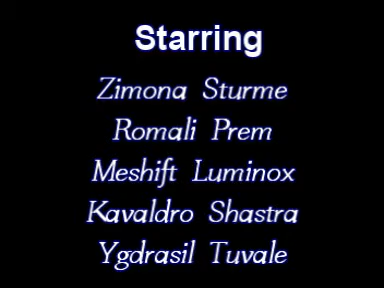 Starring
Zimona Sturme
Romali Prem
Meshift Luminox
Kavaldro Shastra
Ygdrasil Tuvale